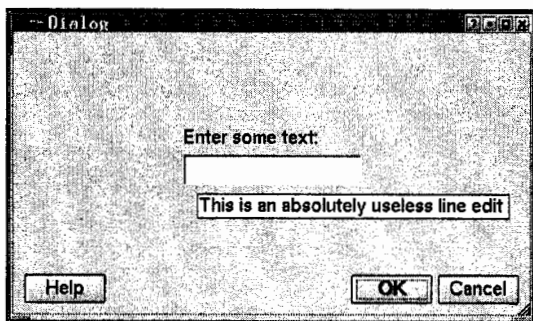 Dialog
Enter some text:
This is an absolutely useless line edit
Help
OK
Cancel